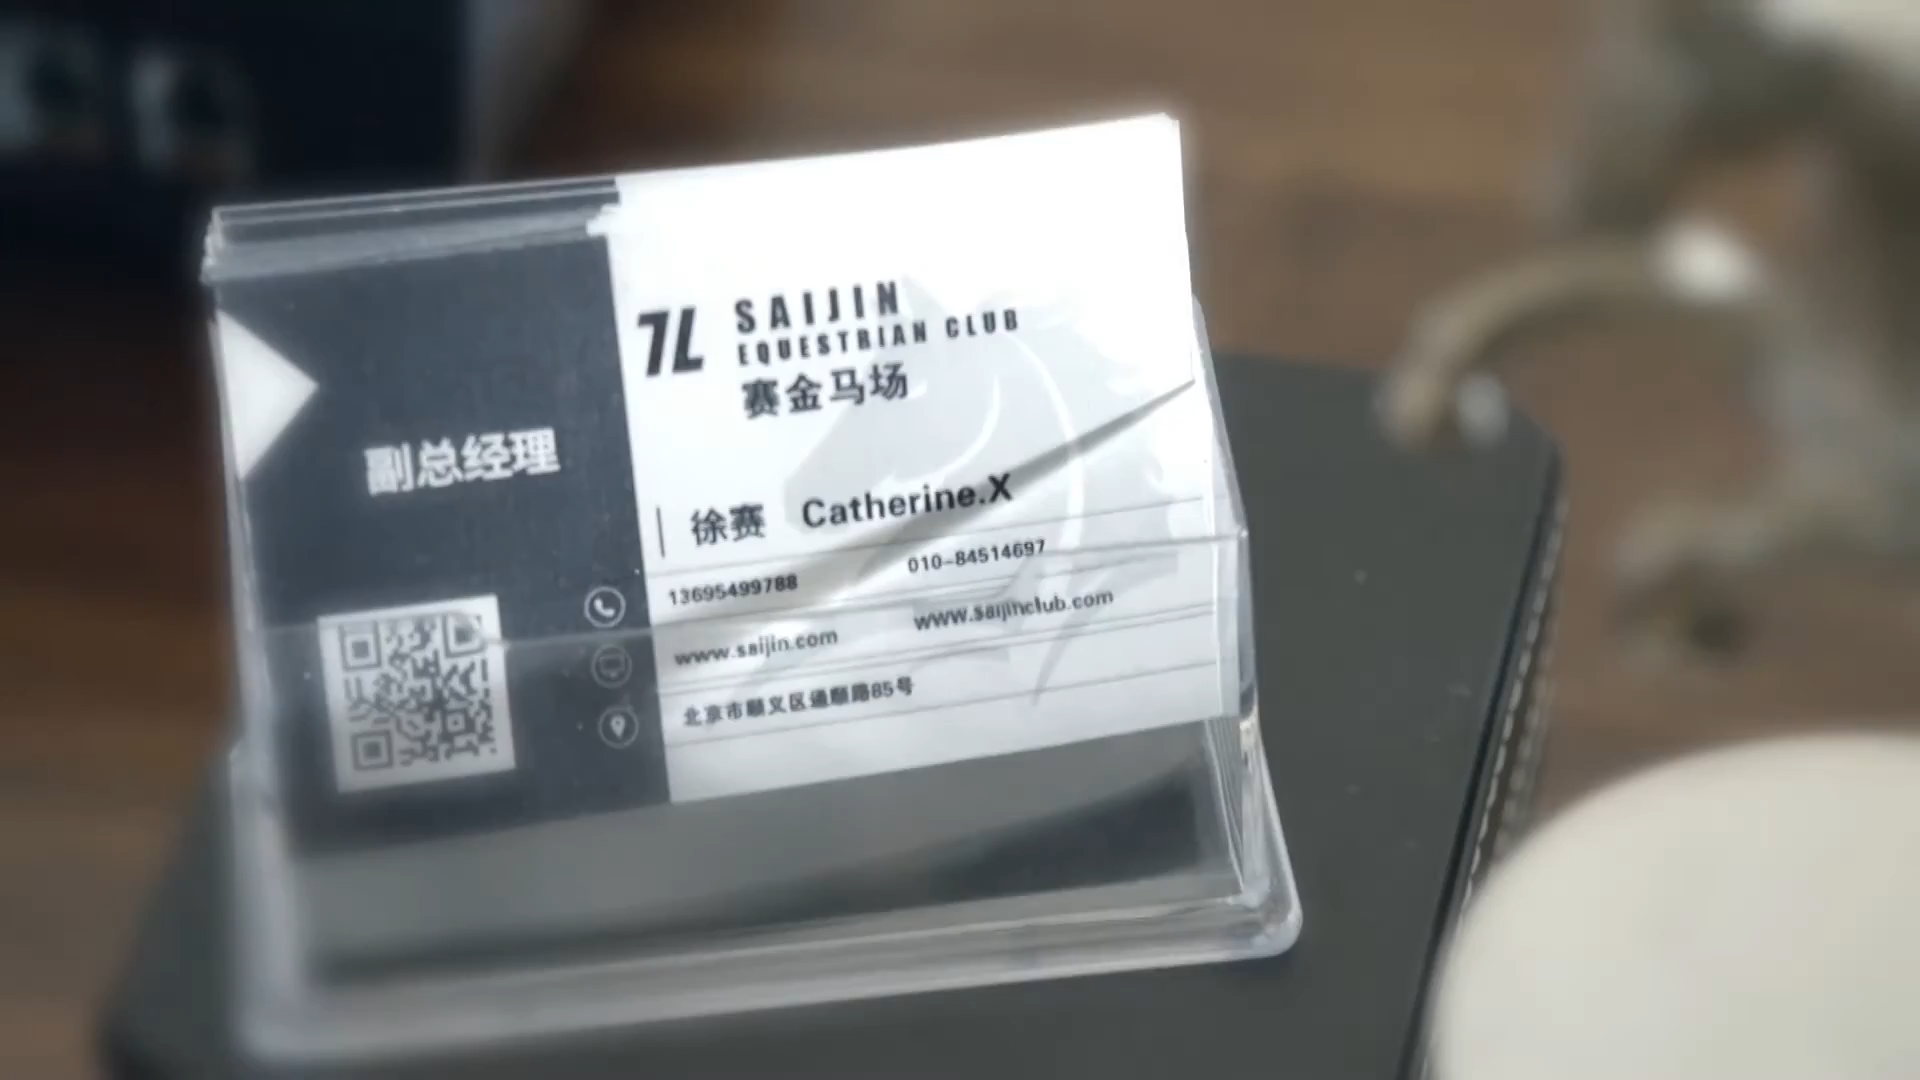 7L
SAIJIN
EQUESTRIAN CLUB
赛金马场
副总经理
徐赛 Catherine.X
13695499788 010-84514697
www.saijin.com www.saijinclub.com
北京市顺义区通顺路85号